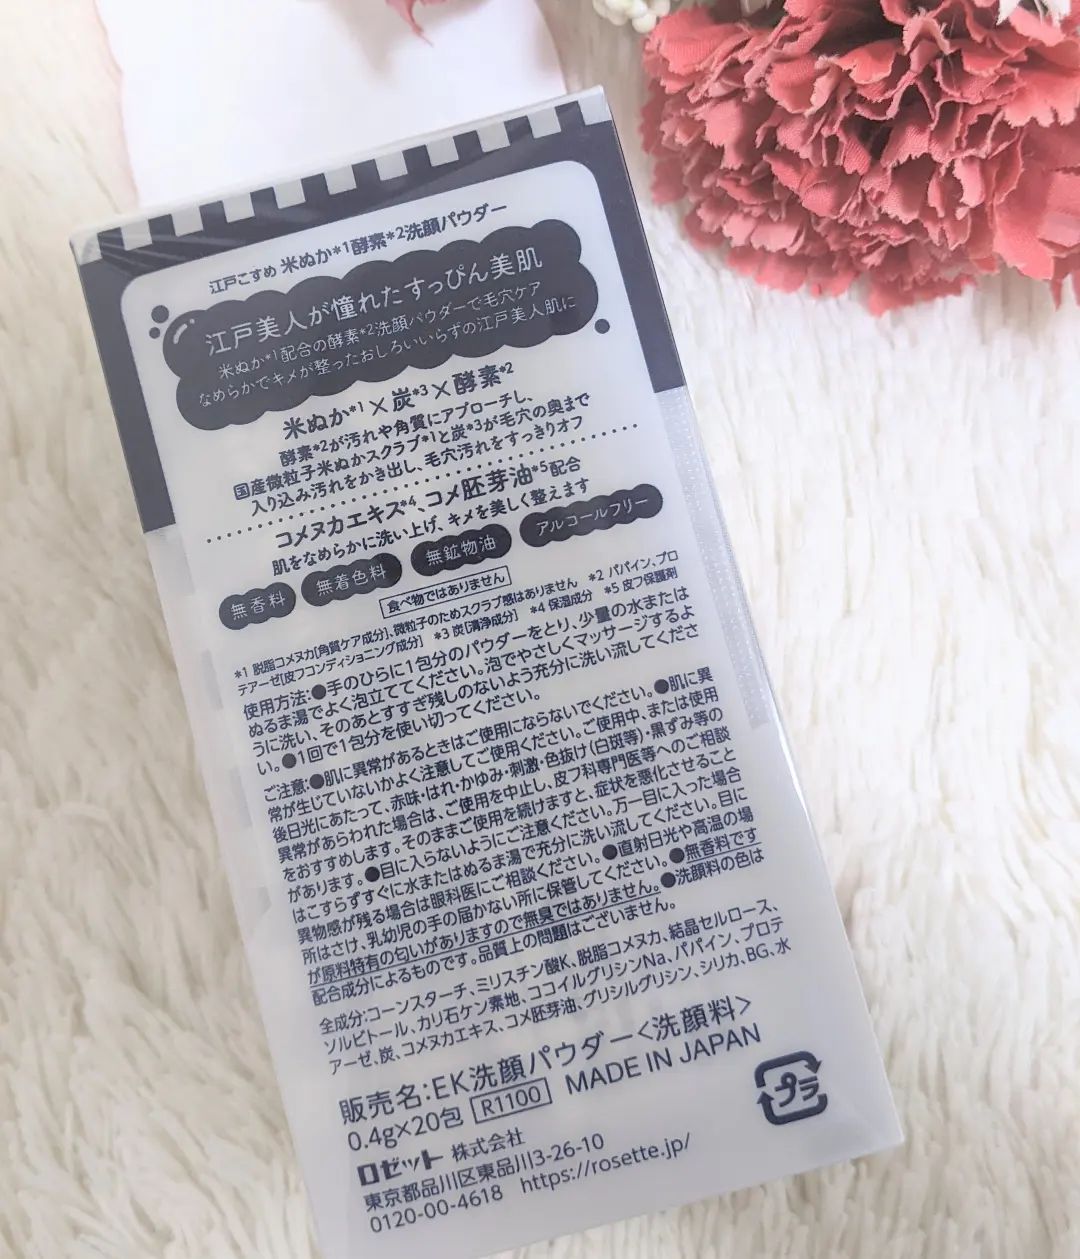 江戸こすめ 米ぬか*1酵素*2洗顔パウダー
江戸美人が憧れたすっぴん美肌
米ぬか*1配合の酵素*2洗顔パウダーで毛穴ケア
なめらかでキメが整ったおしろいいらずの江戸美人肌に
米ぬか*1×炭*3×酵素*2
酵素*2が汚れや角質にアプローチし、
国産微粒子米ぬかスクラブ*1と炭*3が毛穴の奥まで
入り込み汚れをかき出し、毛穴汚れをすっきりオフ
コメヌカエキス*4、コメ胚芽油*5配合
肌をなめらかに洗い上げ、キメを美しく整えます
無香料 無着色料 無鉱物油 アルコールフリー
食べ物ではありません
*1 脱脂コメヌカ[角質ケア成分]、微粒子のためスクラブ感はありません *2 パパイン、プロ
テアーゼ[皮フコンディショニング成分] *3 炭[清浄成分] *4 保湿成分 *5 皮フ保護剤
使用方法:●手のひらに1包分のパウダーをとり、少量の水または
ぬるま湯でよく泡立ててください。泡でやさしくマッサージするよ
うに洗い、そのあとすすぎ残しのないよう充分に洗い流してくださ
い。●1回で1包分を使い切ってください。
ご注意:●肌に異常があるときはご使用にならないでください。●肌に異
常が生じていないかよく注意してご使用ください。ご使用中、または使用
後日光にあたって、赤味・はれ・かゆみ・刺激・色抜け(白斑等)・黒ずみ等の
異常があらわれた場合は、ご使用を中止し、皮フ科専門医等へのご相談
をおすすめします。そのままご使用を続けますと、症状を悪化させること
があります。●目に入らないようにご注意ください。万一目に入った場合
はこすらずすぐに水またはぬるま湯で充分に洗い流してください。目に
異物感が残る場合は眼科医にご相談ください。●直射日光や高温の場
所はさけ、乳幼児の手の届かない所に保管してください。●無香料です
が原料特有の匂いがありますので無臭ではありません。●洗顔料の色は
配合成分によるものです。品質上の問題はございません。
全成分:コーンスターチ、ミリスチン酸K、脱脂コメヌカ、結晶セルロース、
ソルビトール、カリ石ケン素地、ココイルグリシンNa、パパイン、プロテ
アーゼ、炭、コメヌカエキス、コメ胚芽油、グリシルグリシン、シリカ、BG、水
販売名:EK洗顔パウダー<洗顔料>
0.4g×20包 R1100 MADE IN JAPAN
プラ
ロゼット 株式会社
東京都品川区東品川3-26-10
0120-00-4618 https://rosette.jp/